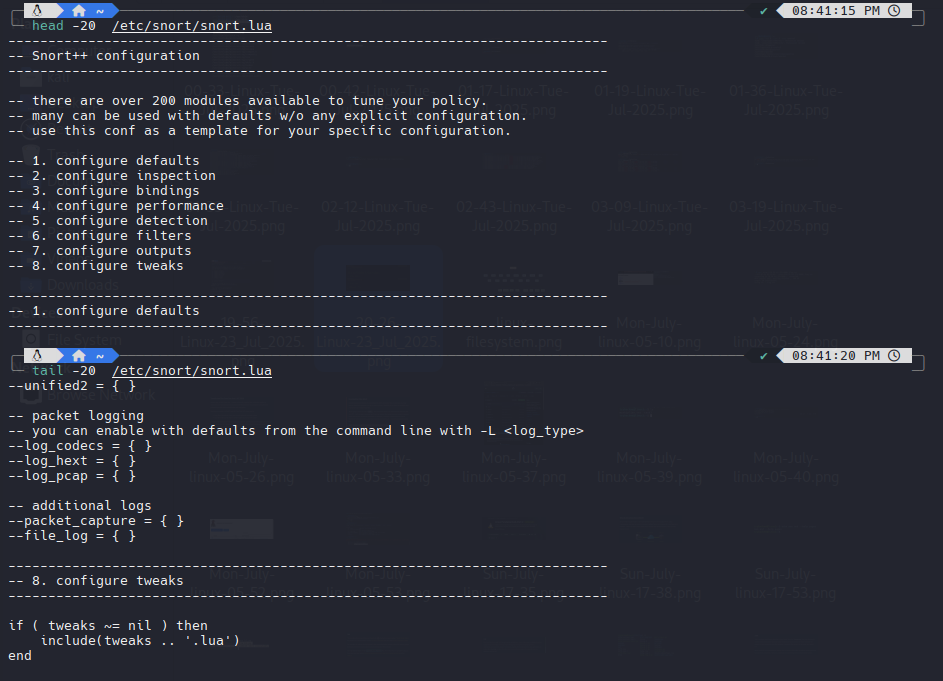 ~ 08:41:15 PM
head -20 /etc/snort/snort.lua
---------------------------------------------------------------------------
-- Snort++ configuration
---------------------------------------------------------------------------
-- there are over 200 modules available to tune your policy.
-- many can be used with defaults w/o any explicit configuration.
-- use this conf as a template for your specific configuration.
-- 1. configure defaults
-- 2. configure inspection
-- 3. configure bindings
-- 4. configure performance
-- 5. configure detection
-- 6. configure filters
-- 7. configure outputs
-- 8. configure tweaks
---------------------------------------------------------------------------
-- 1. configure defaults
---------------------------------------------------------------------------
~ 08:41:20 PM
tail -20 /etc/snort/snort.lua
--unified2 = { }
-- packet logging
-- you can enable with defaults from the command line with -L <log_type>
--log_codecs = { }
--log_hext = { }
--log_pcap = { }
-- additional logs
--packet_capture = { }
--file_log = { }
---------------------------------------------------------------------------
-- 8. configure tweaks
---------------------------------------------------------------------------
if ( tweaks ~= nil ) then
    include(tweaks .. '.lua')
end